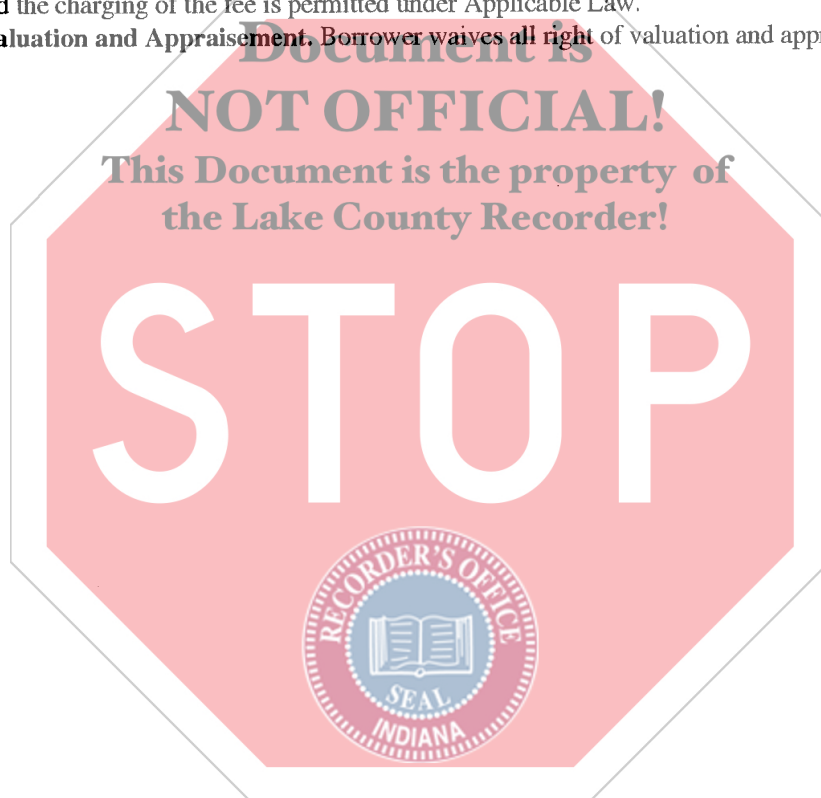 the charging of the fee is permitted under Applicable Law.
aluation and Appraisement. Borrower waives all right of valuation and app
Document is
NOT OFFICIAL!
This Document is the property of
the Lake County Recorder!
STOP
RECORDER'S OFFICE
SEAL
INDIANA